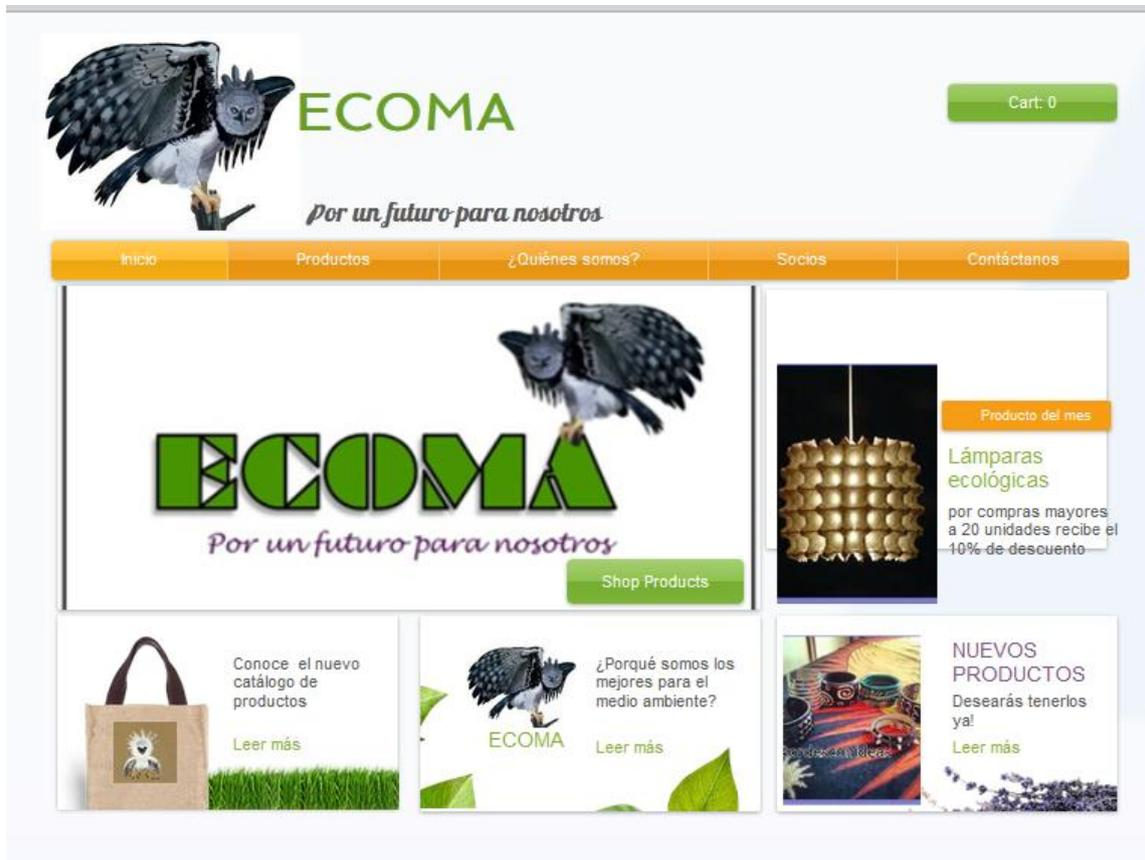 ECOMA
Cart: 0
Por un futuro para nosotros
Inicio
Productos
¿Quiénes somos?
Socios
Contáctanos
ECOMA
Por un futuro para nosotros
Shop Products
Producto del mes
Lámparas
ecológicas
por compras mayores
a 20 unidades recibe el
10% de descuento
Conoce el nuevo
catálogo de
productos
Leer más
ECOMA
¿Porqué somos los
mejores para el
medio ambiente?
Leer más
NUEVOS
PRODUCTOS
Desearás tenerlos
ya!
Leer más